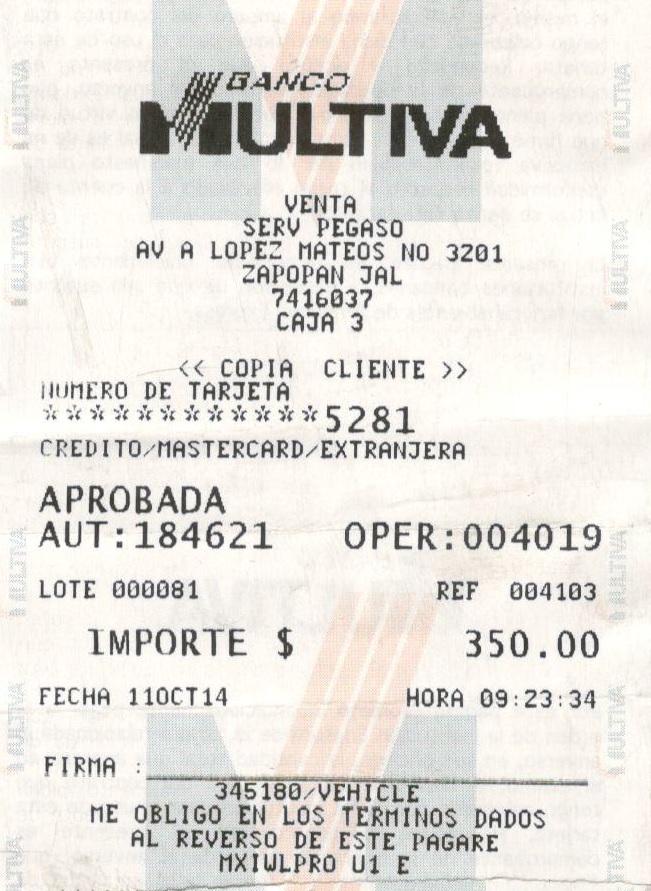 BANCO
MULTIVA
VENTA
SERV PEGASO
AV A LOPEZ MATEOS NO 3201
ZAPOPAN JAL
7416037
CAJA 3
<< COPIA CLIENTE >>
NUMERO DE TARJETA
************5281
CREDITO/MASTERCARD/EXTRANJERA
APROBADA
AUT:184621 OPER:004019
LOTE 000081 REF 004103
IMPORTE $ 350.00
FECHA 11OCT14 HORA 09:23:34
FIRMA :
345180/VEHICLE
ME OBLIGO EN LOS TERMINOS DADOS
AL REVERSO DE ESTE PAGARE
MXIWLPRO U1 E